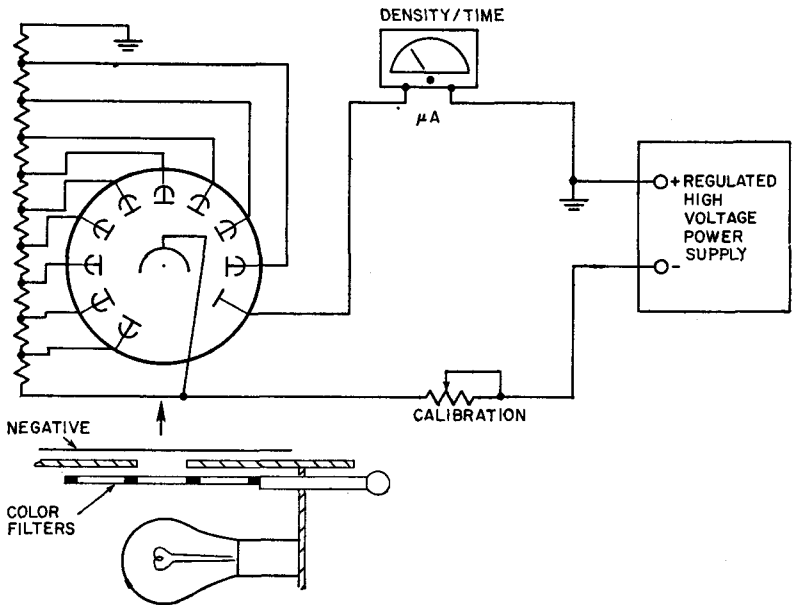 DENSITY/TIME
μA
+ REGULATED
HIGH
VOLTAGE
POWER
SUPPLY
-
CALIBRATION
NEGATIVE
COLOR
FILTERS